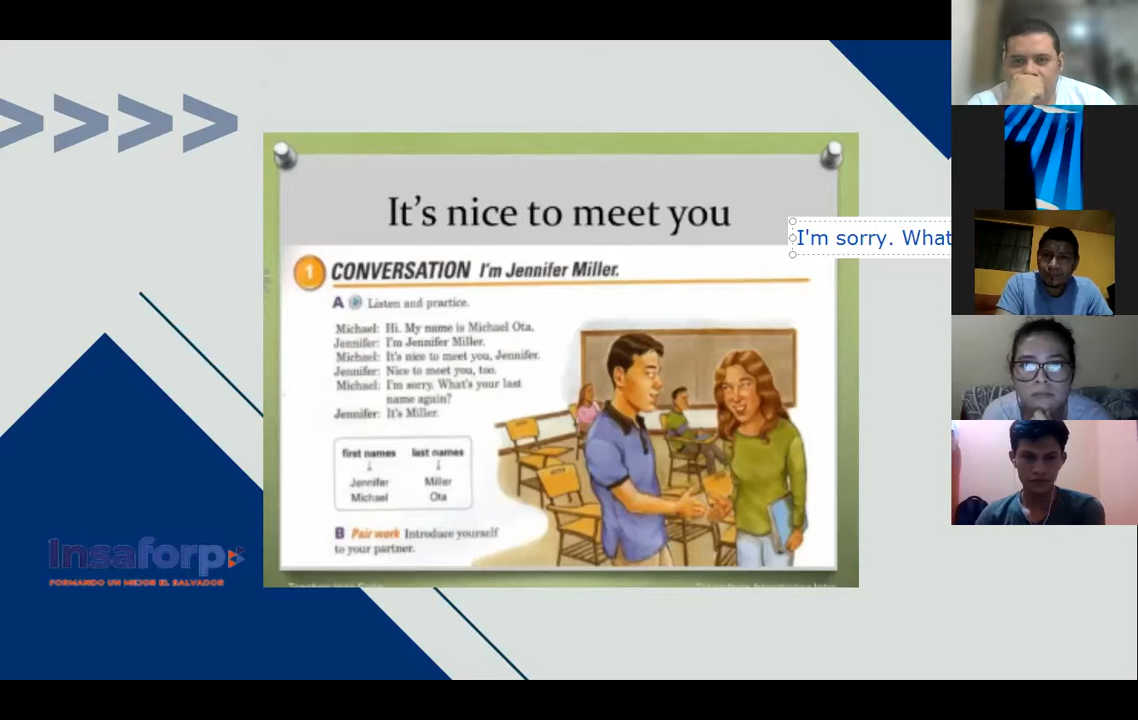 It's nice to meet you
I'm sorry. What
1 CONVERSATION I'm Jennifer Miller.
A Listen and practice.
Michael: Hi. My name is Michael Ota.
Jennifer: I'm Jennifer Miller.
Michael: It's nice to meet you, Jennifer.
Jennifer: Nice to meet you, too.
Michael: I'm sorry. What's your last
name again?
Jennifer: It's Miller.
first names last names
↓ ↓
Jennifer Miller
Michael Ota
B Pair work Introduce yourself
to your partner.
Insaforp
FORMANDO UN MEJOR EL SALVADOR